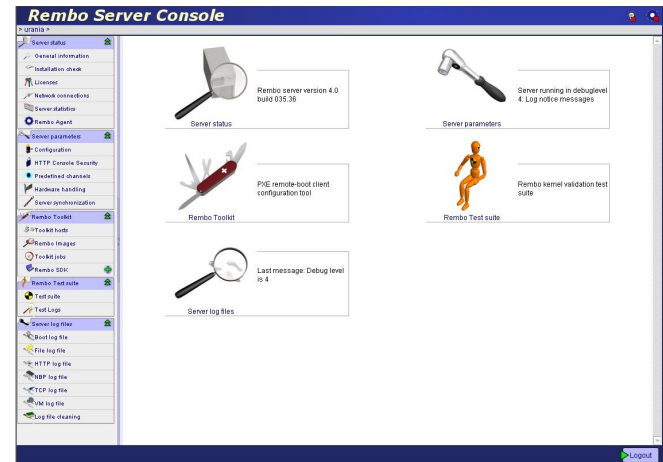 Rembo Server Console
> urania >
Server status
General information
Installation check
Licenses
Network connections
Server statistics
Rembo Agent
Server parameters
Configuration
HTTP Console Security
Predefined channels
Hardware handling
Server synchronization
Rembo Toolkit
Toolkit hosts
Rembo Images
Toolkit jobs
Rembo SDK
Rembo Test suite
Test suite
Test Logs
Server log files
Boot log file
File log file
HTTP log file
NBP log file
TCP log file
VM log file
Log file cleaning
Rembo server version 4.0
build 035.36
Server status
Server running in debuglevel
4: Log notice messages
Server parameters
PXE remote-boot client
configuration tool
Rembo Toolkit
Rembo kernel validation test
suite
Rembo Test suite
Last message: Debug level
is 4
Server log files
Logout